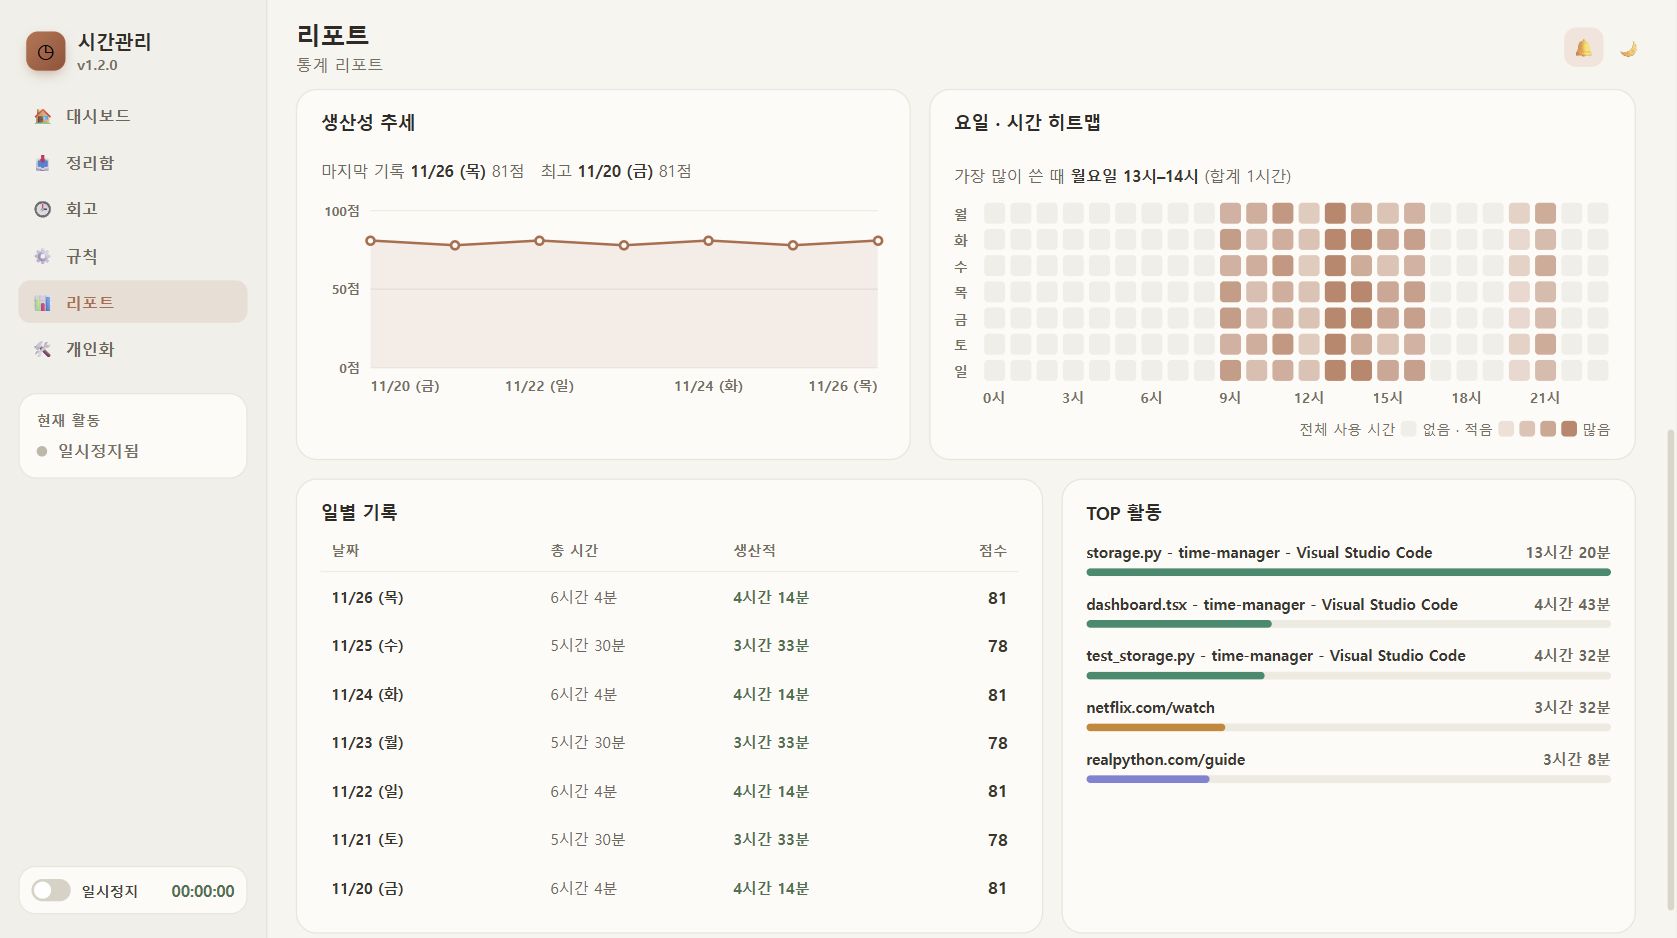 시간관리
v1.2.0
대시보드
정리함
회고
규칙
리포트
개인화
현재 활동
일시정지됨
일시정지 00:00:00
리포트
통계 리포트
생산성 추세
마지막 기록 11/26 (목) 81점 최고 11/20 (금) 81점
100점
50점
0점
11/20 (금) 11/22 (일) 11/24 (화) 11/26 (목)
요일 · 시간 히트맵
가장 많이 쓴 때 월요일 13시–14시 (합계 1시간)
월
화
수
목
금
토
일
0시 3시 6시 9시 12시 15시 18시 21시
전체 사용 시간 없음 · 적음 많음
일별 기록
날짜 총 시간 생산적 점수
11/26 (목) 6시간 4분 4시간 14분 81
11/25 (수) 5시간 30분 3시간 33분 78
11/24 (화) 6시간 4분 4시간 14분 81
11/23 (월) 5시간 30분 3시간 33분 78
11/22 (일) 6시간 4분 4시간 14분 81
11/21 (토) 5시간 30분 3시간 33분 78
11/20 (금) 6시간 4분 4시간 14분 81
TOP 활동
storage.py - time-manager - Visual Studio Code 13시간 20분
dashboard.tsx - time-manager - Visual Studio Code 4시간 43분
test_storage.py - time-manager - Visual Studio Code 4시간 32분
netflix.com/watch 3시간 32분
realpython.com/guide 3시간 8분